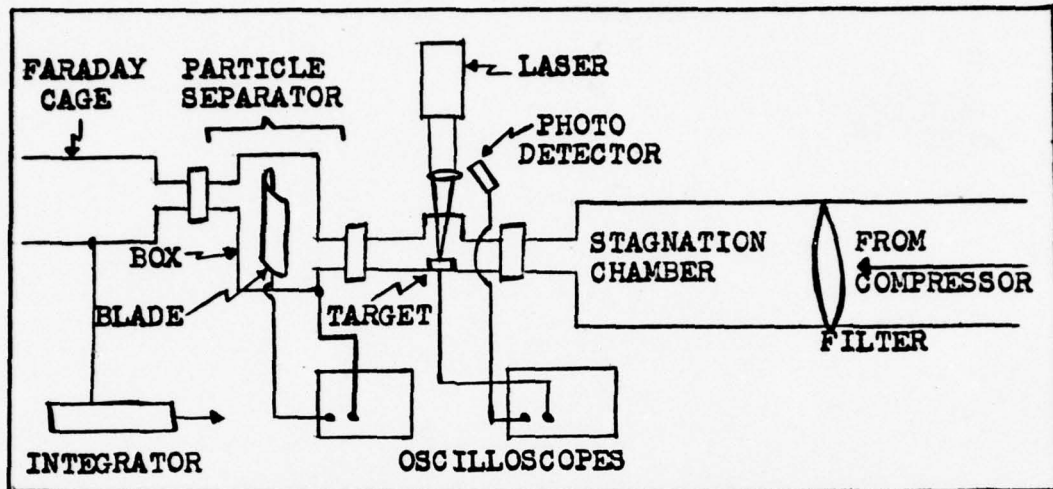 FARADAY
CAGE
PARTICLE
SEPARATOR
LASER
PHOTO
DETECTOR
STAGNATION
CHAMBER
FROM
COMPRESSOR
BOX
BLADE
TARGET
FILTER
INTEGRATOR
OSCILLOSCOPES